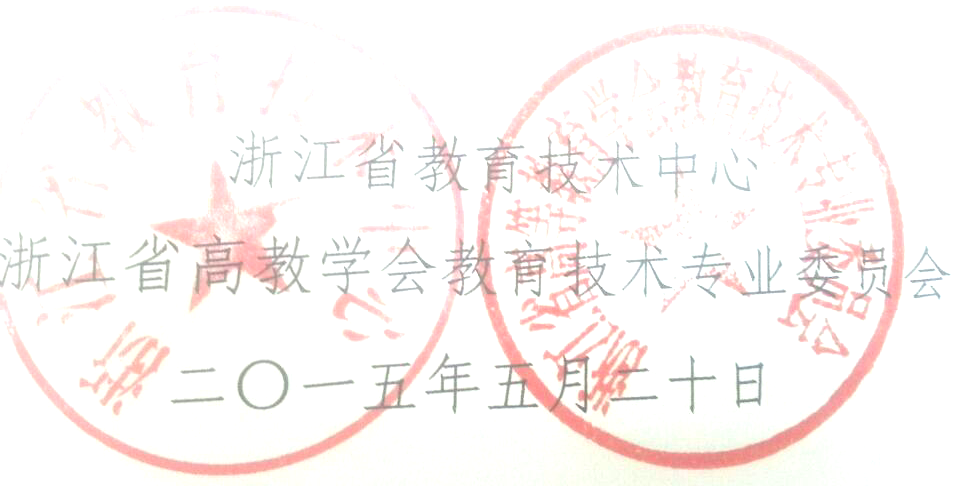 浙江省教育技术中心
浙江省高教学会教育技术专业委员会
二〇一五年五月二十日